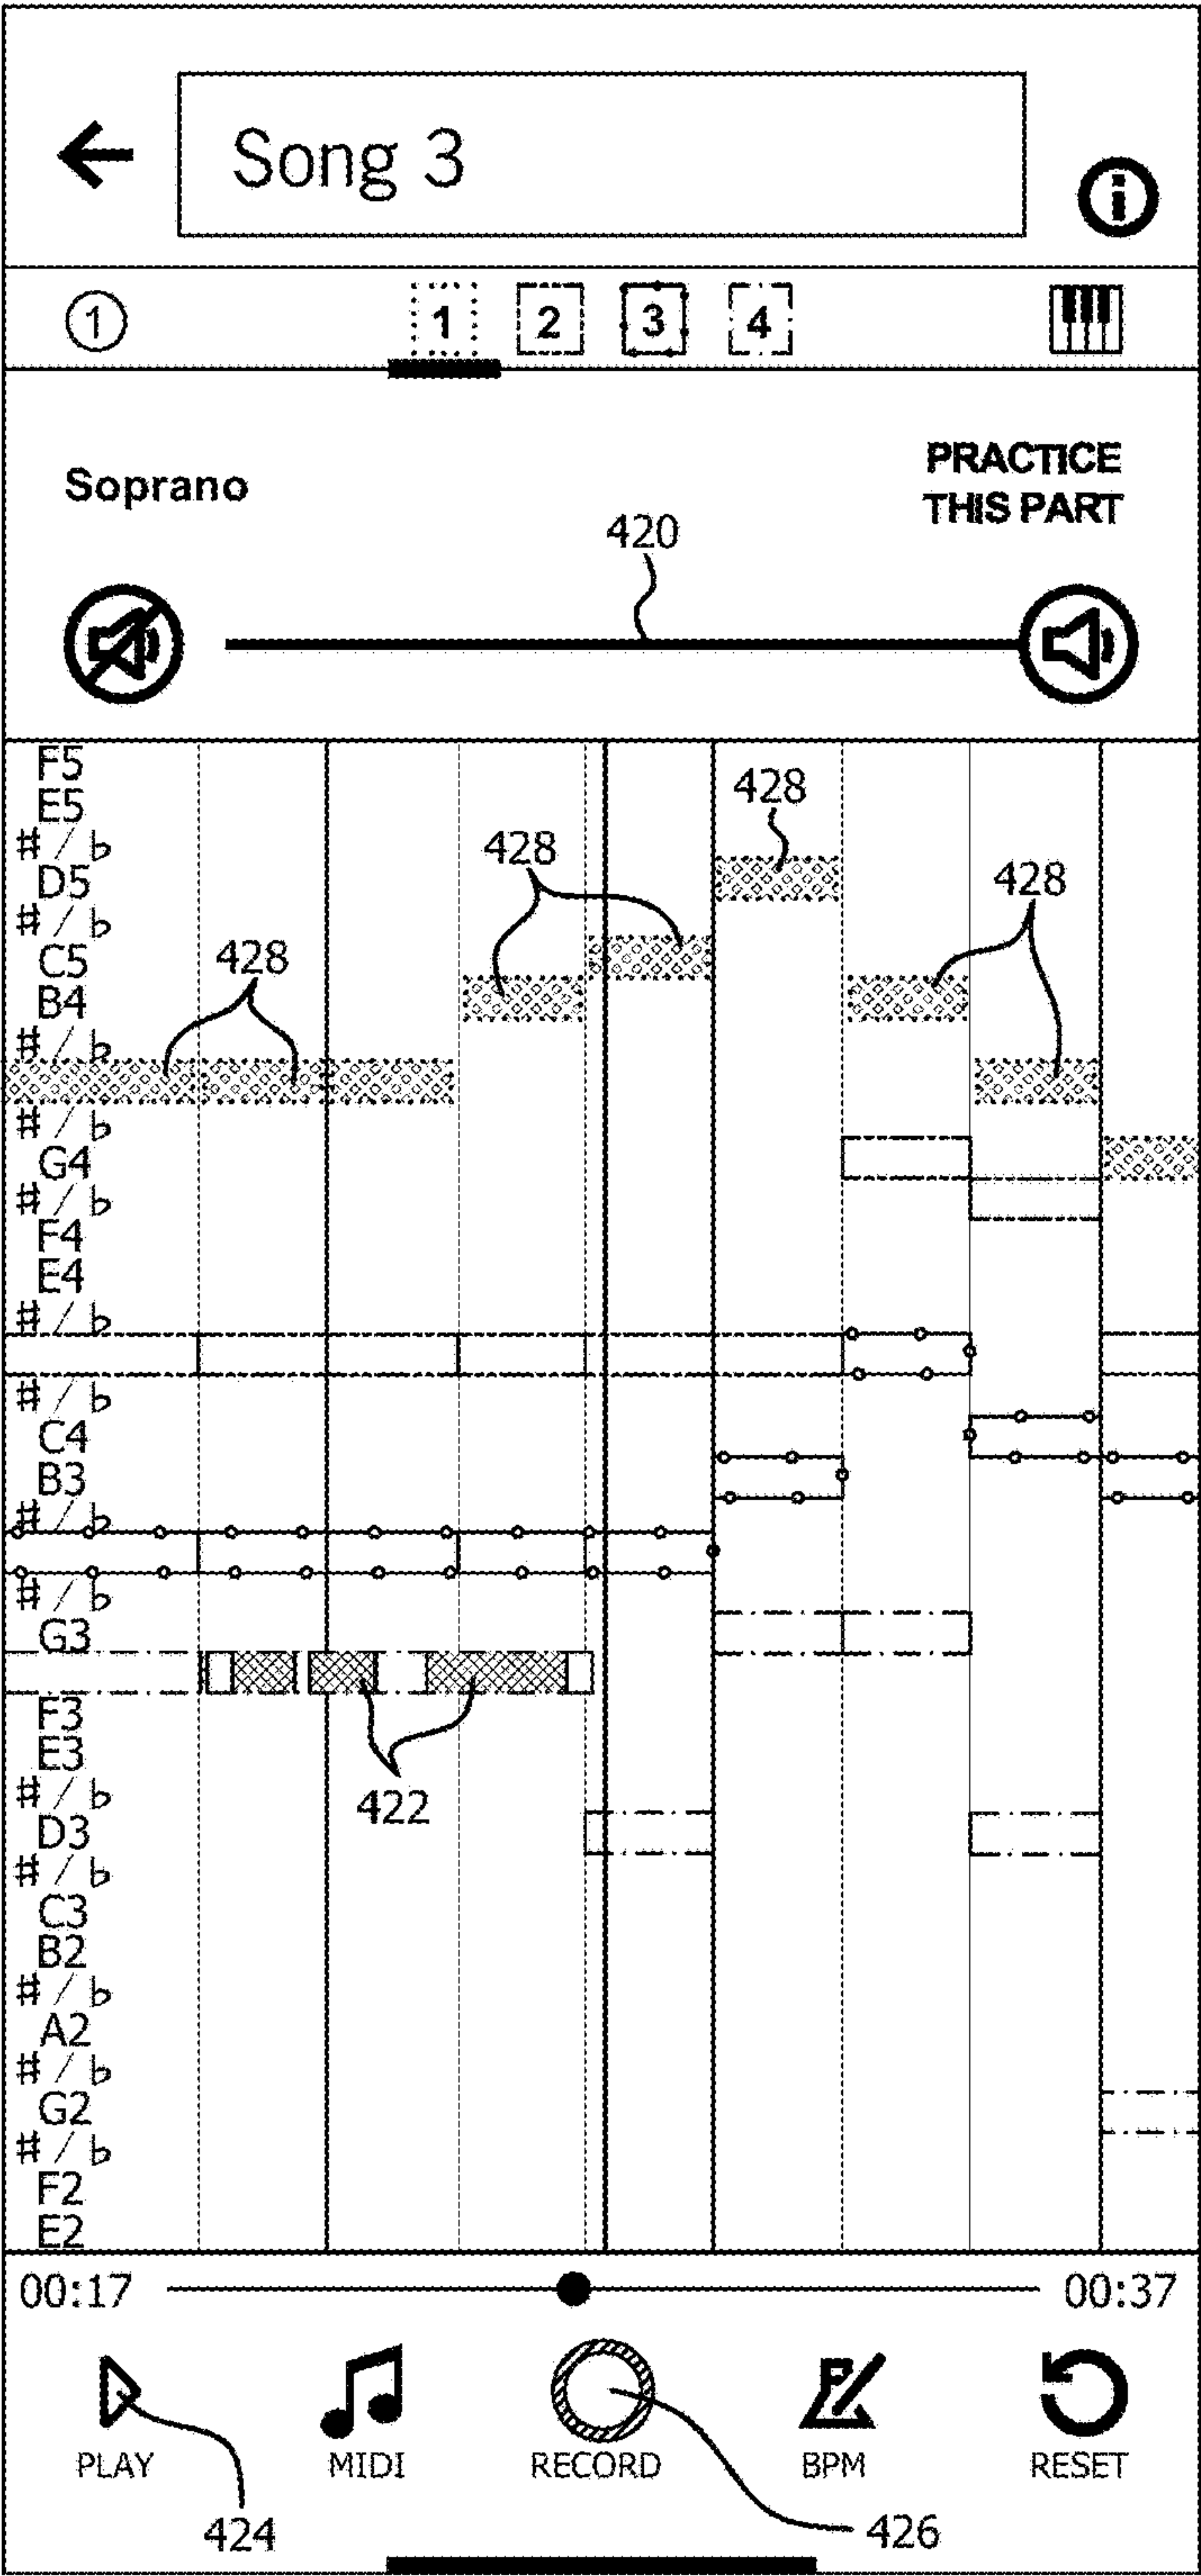 Song 3
i
1 1 2 3 4
Soprano
PRACTICE
THIS PART
420
F5
E5
428
♯/♭
428
D5
428
♯/♭
C5
428
B4
♯/♭
♯/♭
G4
♯/♭
F4
E4
♯/♭
♯/♭
C4
B3
♯/♭
♯/♭
G3
F3
E3
♯/♭
422
D3
♯/♭
C3
B2
♯/♭
A2
♯/♭
G2
♯/♭
F2
E2
00:17 00:37
PLAY MIDI RECORD BPM RESET
424 426